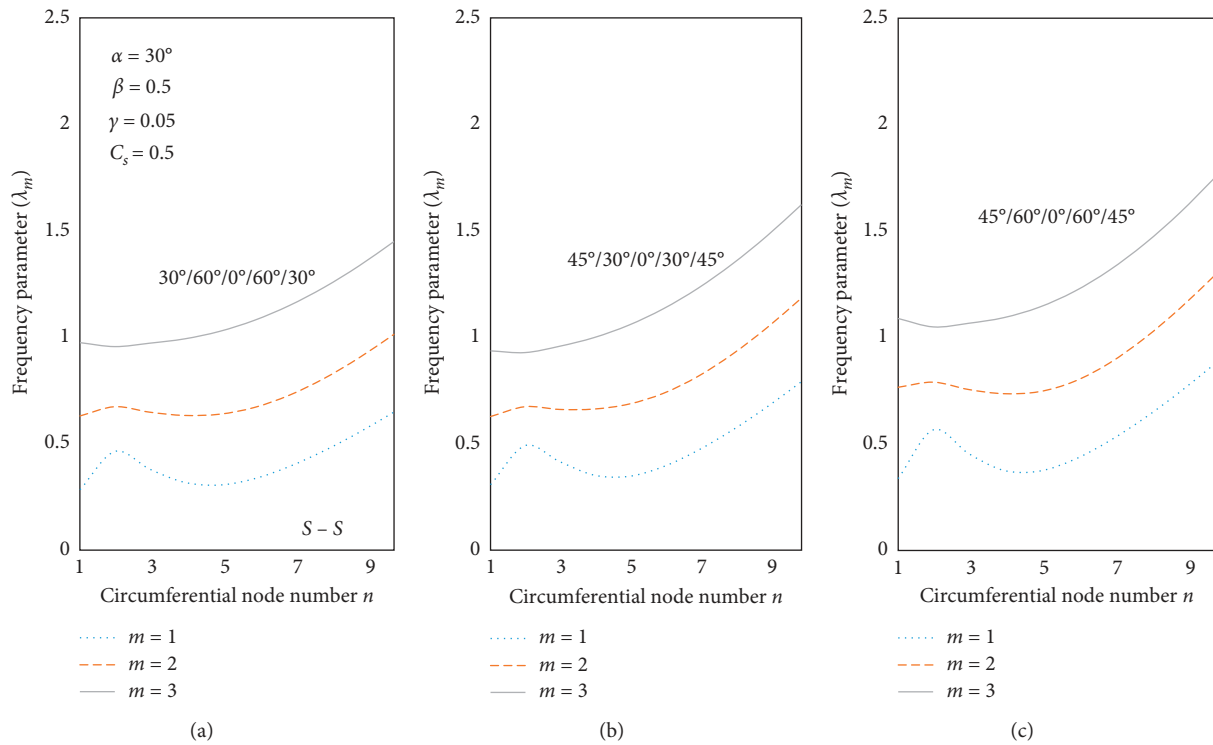 2.5
2
1.5
1
0.5
0
Frequency parameter (λm)
α = 30°
β = 0.5
γ = 0.05
Cs = 0.5
30°/60°/0°/60°/30°
S – S
1 3 5 7 9
Circumferential node number n
m = 1
m = 2
m = 3
(a)
2.5
2
1.5
1
0.5
0
Frequency parameter (λm)
45°/30°/0°/30°/45°
1 3 5 7 9
Circumferential node number n
m = 1
m = 2
m = 3
(b)
2.5
2
1.5
1
0.5
0
Frequency parameter (λm)
45°/60°/0°/60°/45°
1 3 5 7 9
Circumferential node number n
m = 1
m = 2
m = 3
(c)